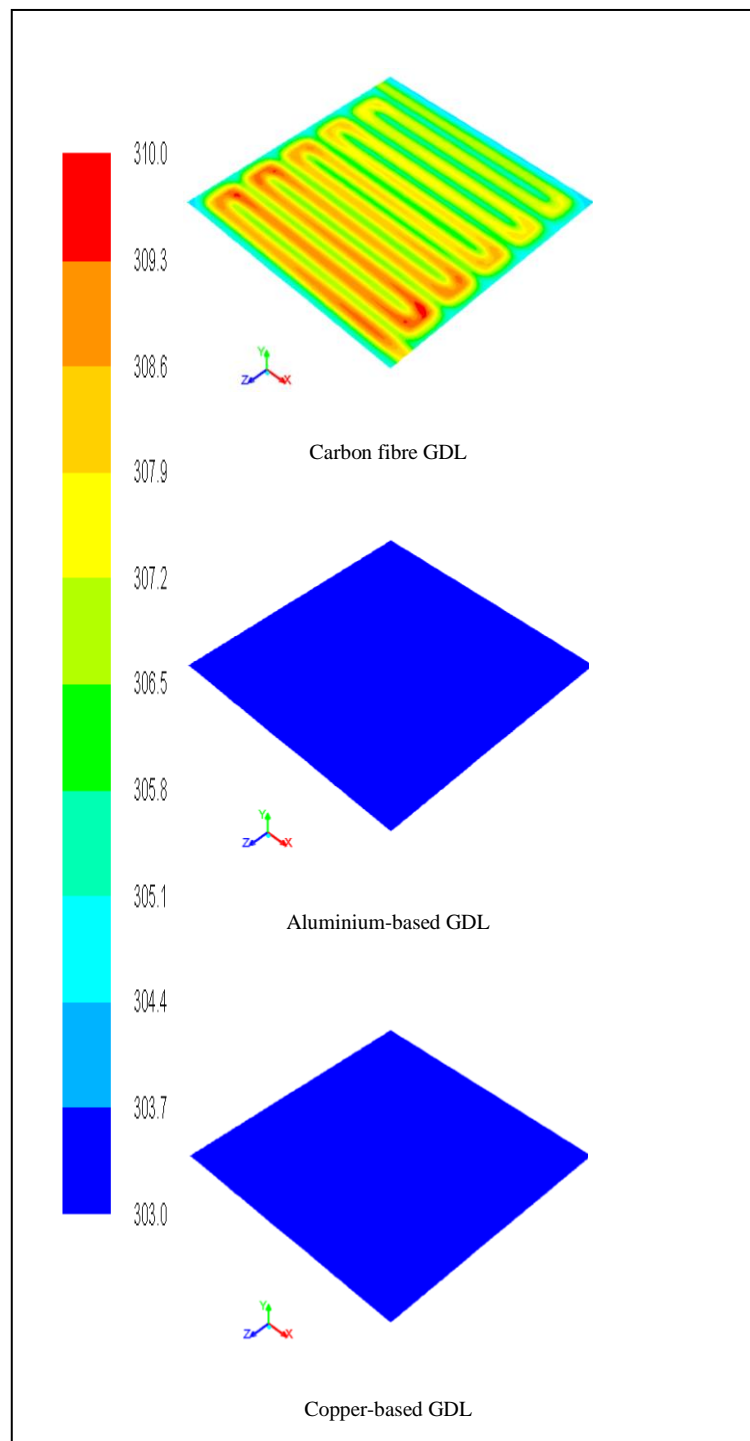 310.0
309.3
308.6
307.9
307.2
306.5
305.8
305.1
304.4
303.7
303.0
Y
Z X
Carbon fibre GDL
Y
Z X
Aluminium-based GDL
Y
Z X
Copper-based GDL